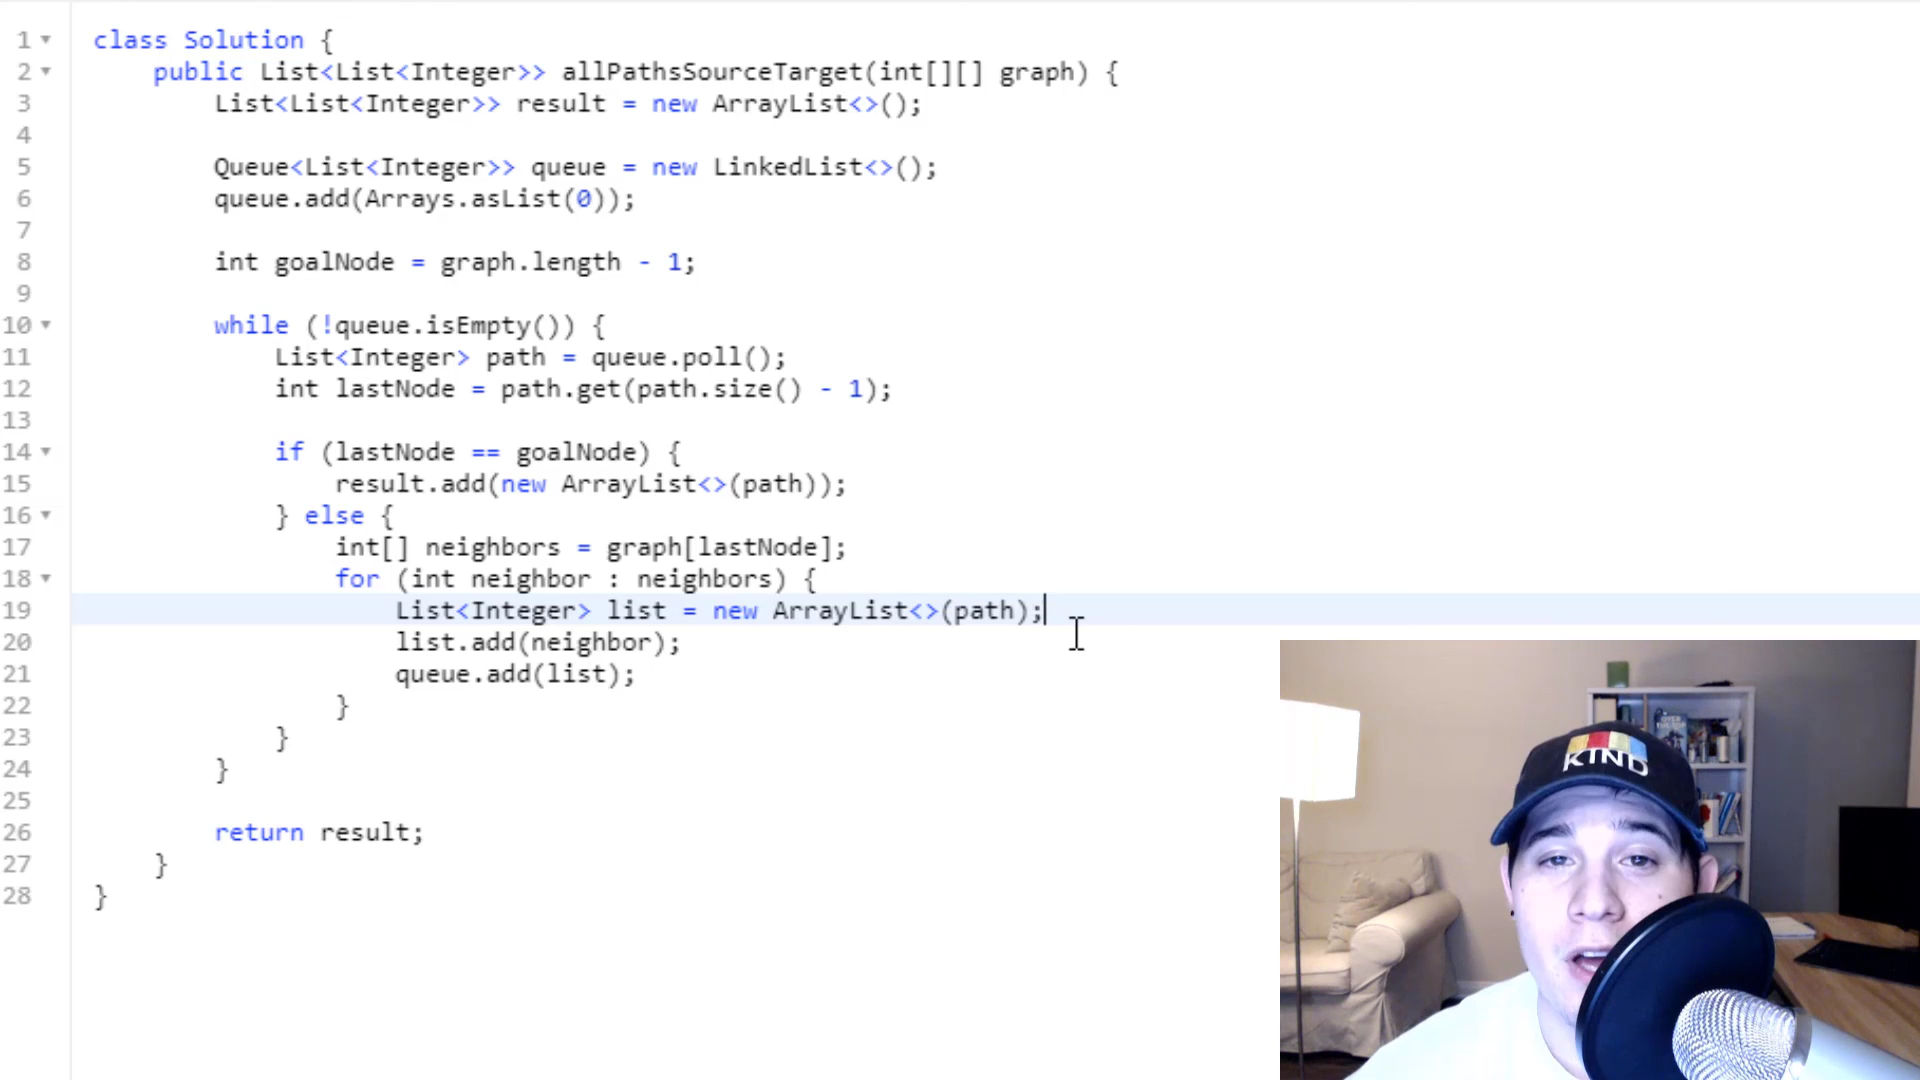 1 class Solution {
2 public List<List<Integer>> allPathsSourceTarget(int[][] graph) {
3 List<List<Integer>> result = new ArrayList<>();
4
5 Queue<List<Integer>> queue = new LinkedList<>();
6 queue.add(Arrays.asList(0));
7
8 int goalNode = graph.length - 1;
9
10 while (!queue.isEmpty()) {
11 List<Integer> path = queue.poll();
12 int lastNode = path.get(path.size() - 1);
13
14 if (lastNode == goalNode) {
15 result.add(new ArrayList<>(path));
16 } else {
17 int[] neighbors = graph[lastNode];
18 for (int neighbor : neighbors) {
19 List<Integer> list = new ArrayList<>(path);
20 list.add(neighbor);
21 queue.add(list);
22 }
23 }
24 }
25
26 return result;
27 }
28 }
KIND